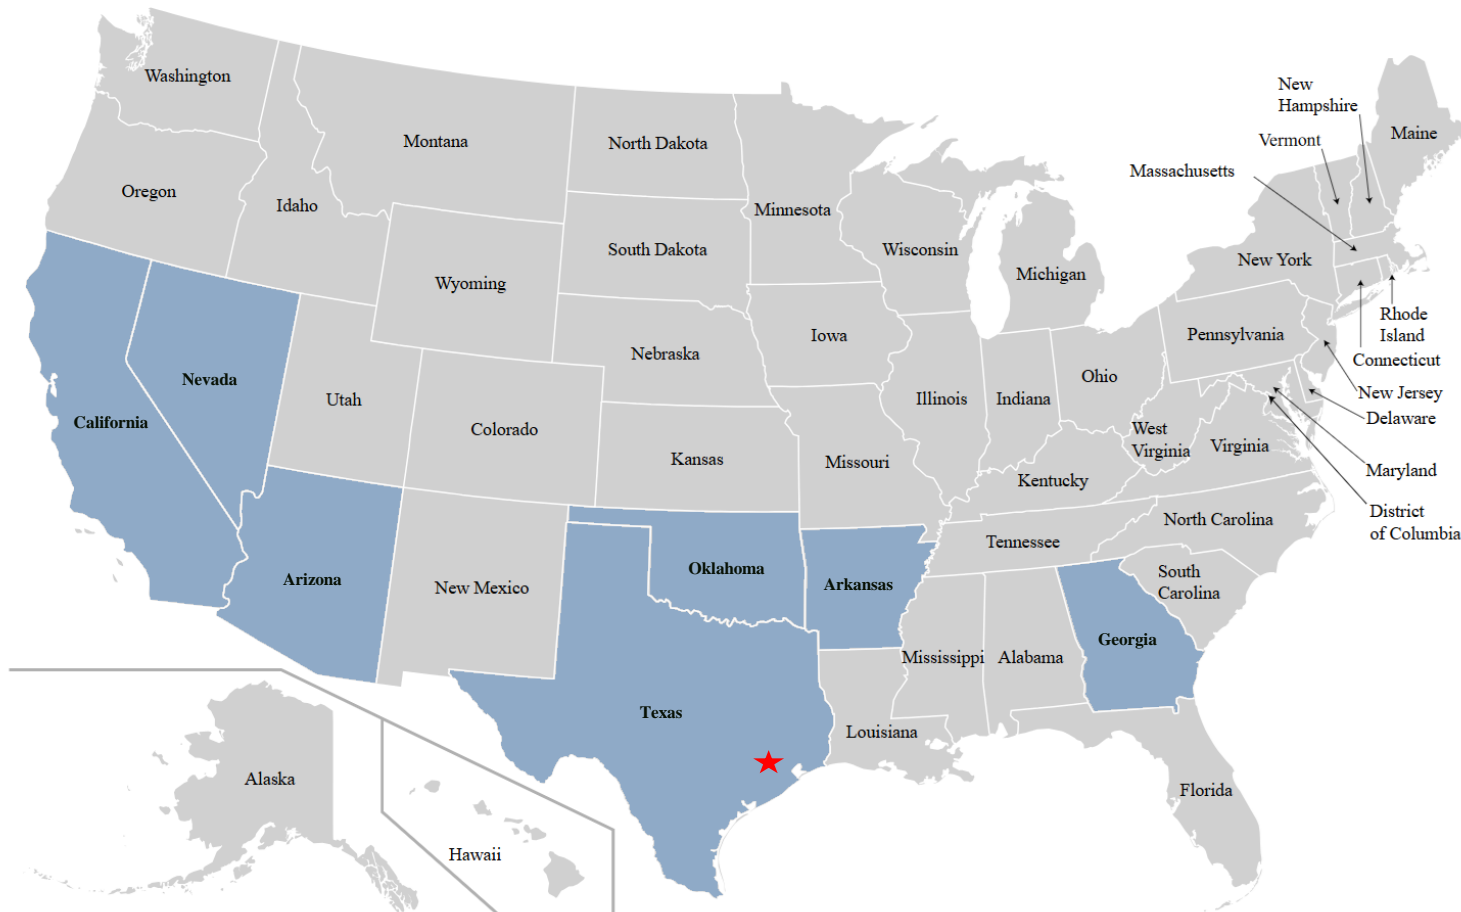 Washington
Montana
North Dakota
Minnesota
Oregon
Idaho
South Dakota
Wisconsin
Michigan
New
Hampshire
Vermont
Maine
Massachusetts
New York
Wyoming
Iowa
Nebraska
Pennsylvania
Rhode
Island
Connecticut
New Jersey
Delaware
Nevada
California
Utah
Colorado
Kansas
Missouri
Illinois
Indiana
Ohio
West
Virginia
Virginia
Maryland
District
of Columbia
Kentucky
North Carolina
Tennessee
South
Carolina
Arizona
New Mexico
Oklahoma
Arkansas
Mississippi
Alabama
Georgia
Texas
Louisiana
Florida
Alaska
Hawaii